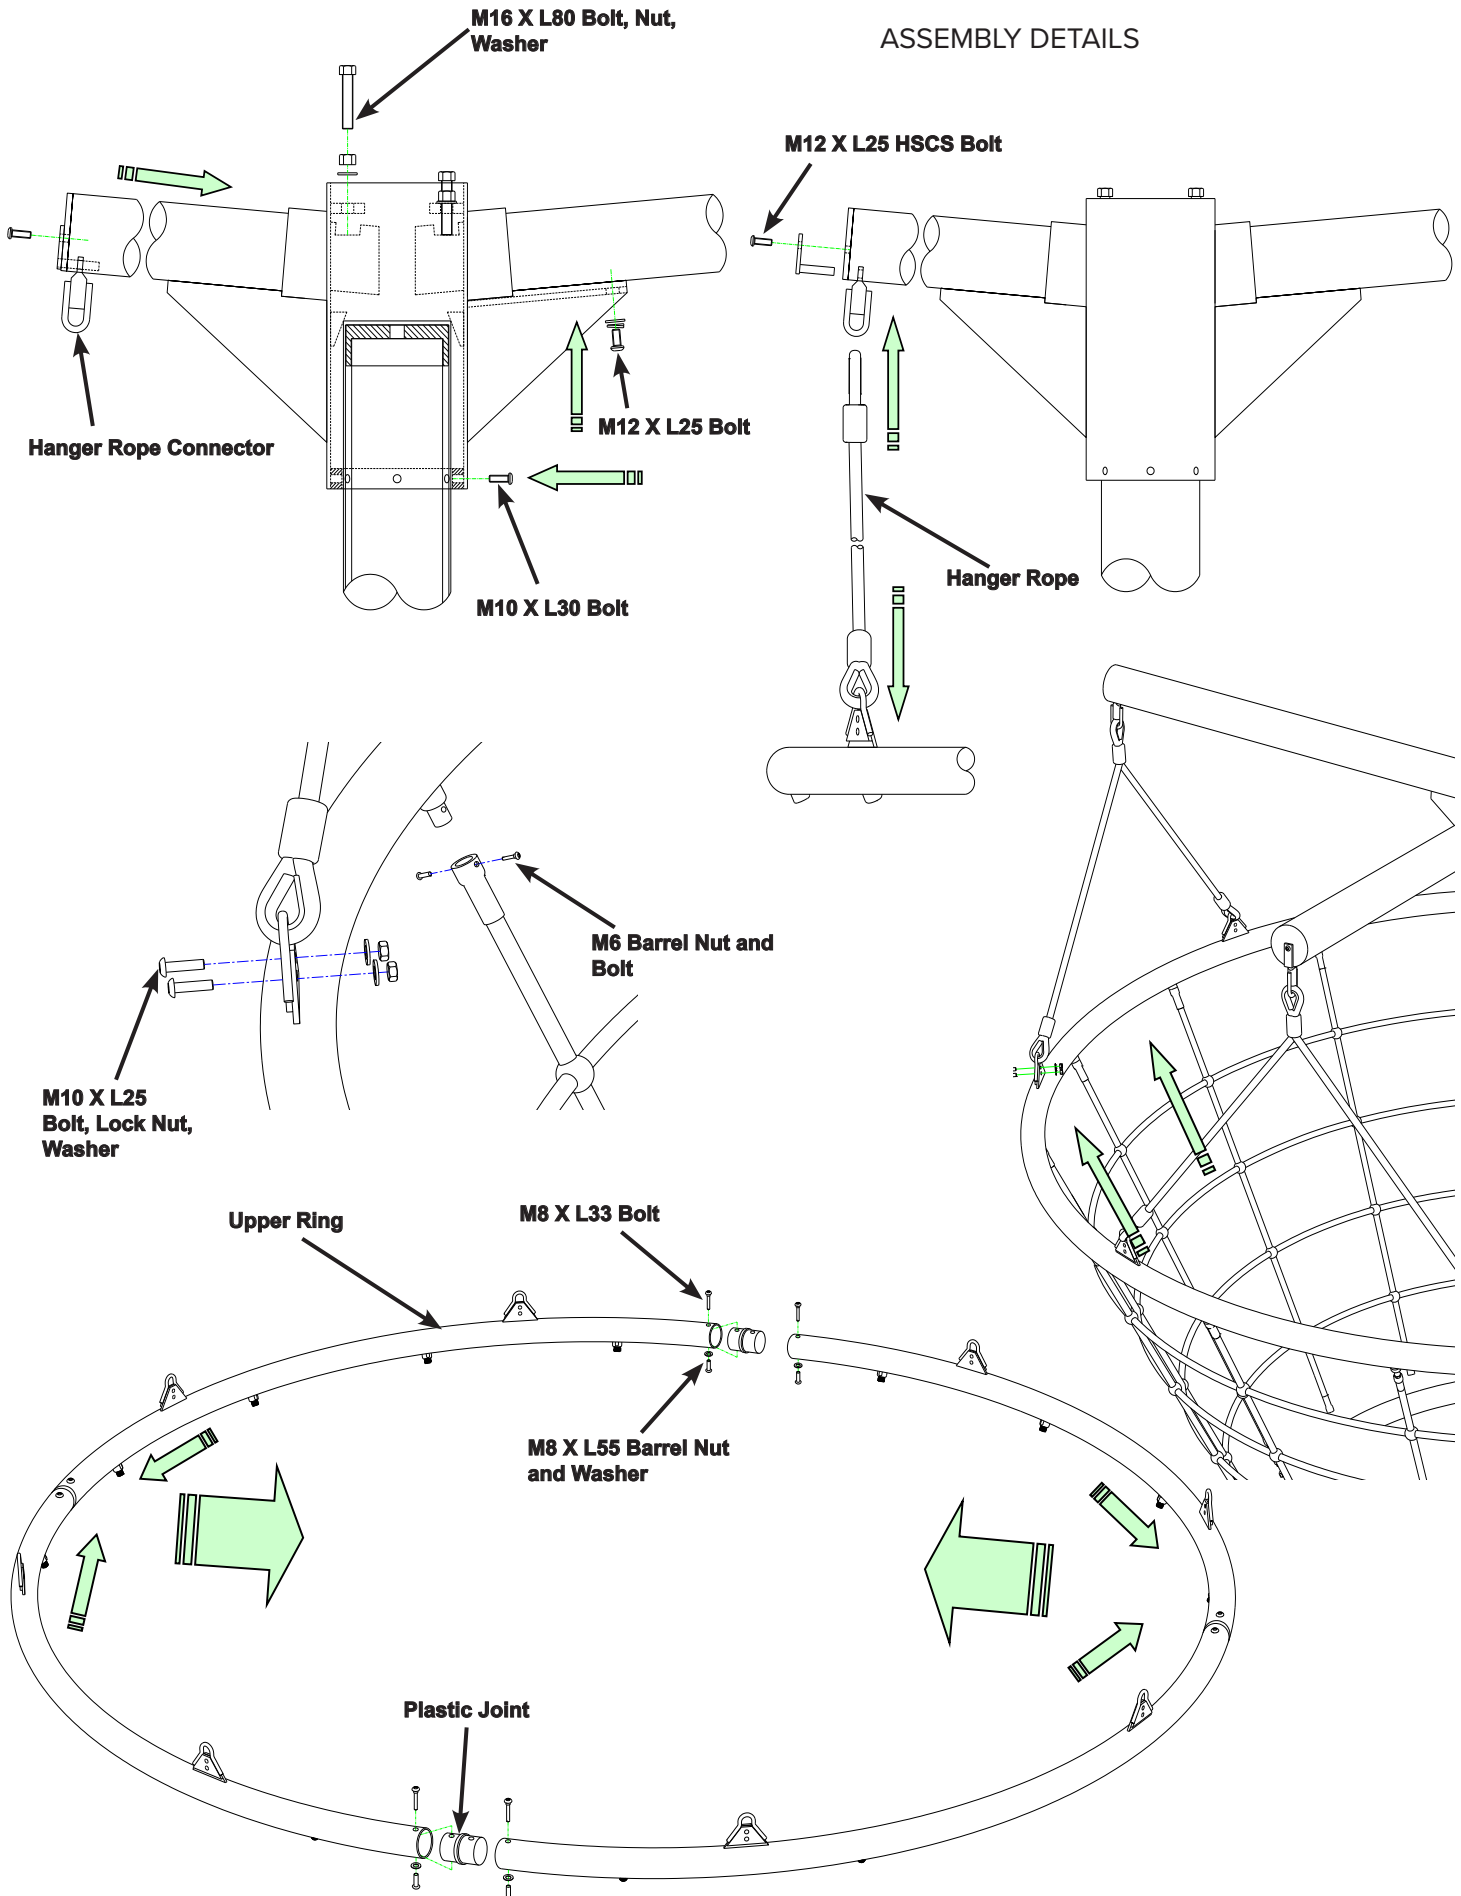 M16 X L80 Bolt, Nut,
Washer
ASSEMBLY DETAILS
M12 X L25 HSCS Bolt
Hanger Rope Connector
M12 X L25 Bolt
M10 X L30 Bolt
Hanger Rope
M6 Barrel Nut and
Bolt
M10 X L25
Bolt, Lock Nut,
Washer
Upper Ring
M8 X L33 Bolt
M8 X L55 Barrel Nut
and Washer
Plastic Joint